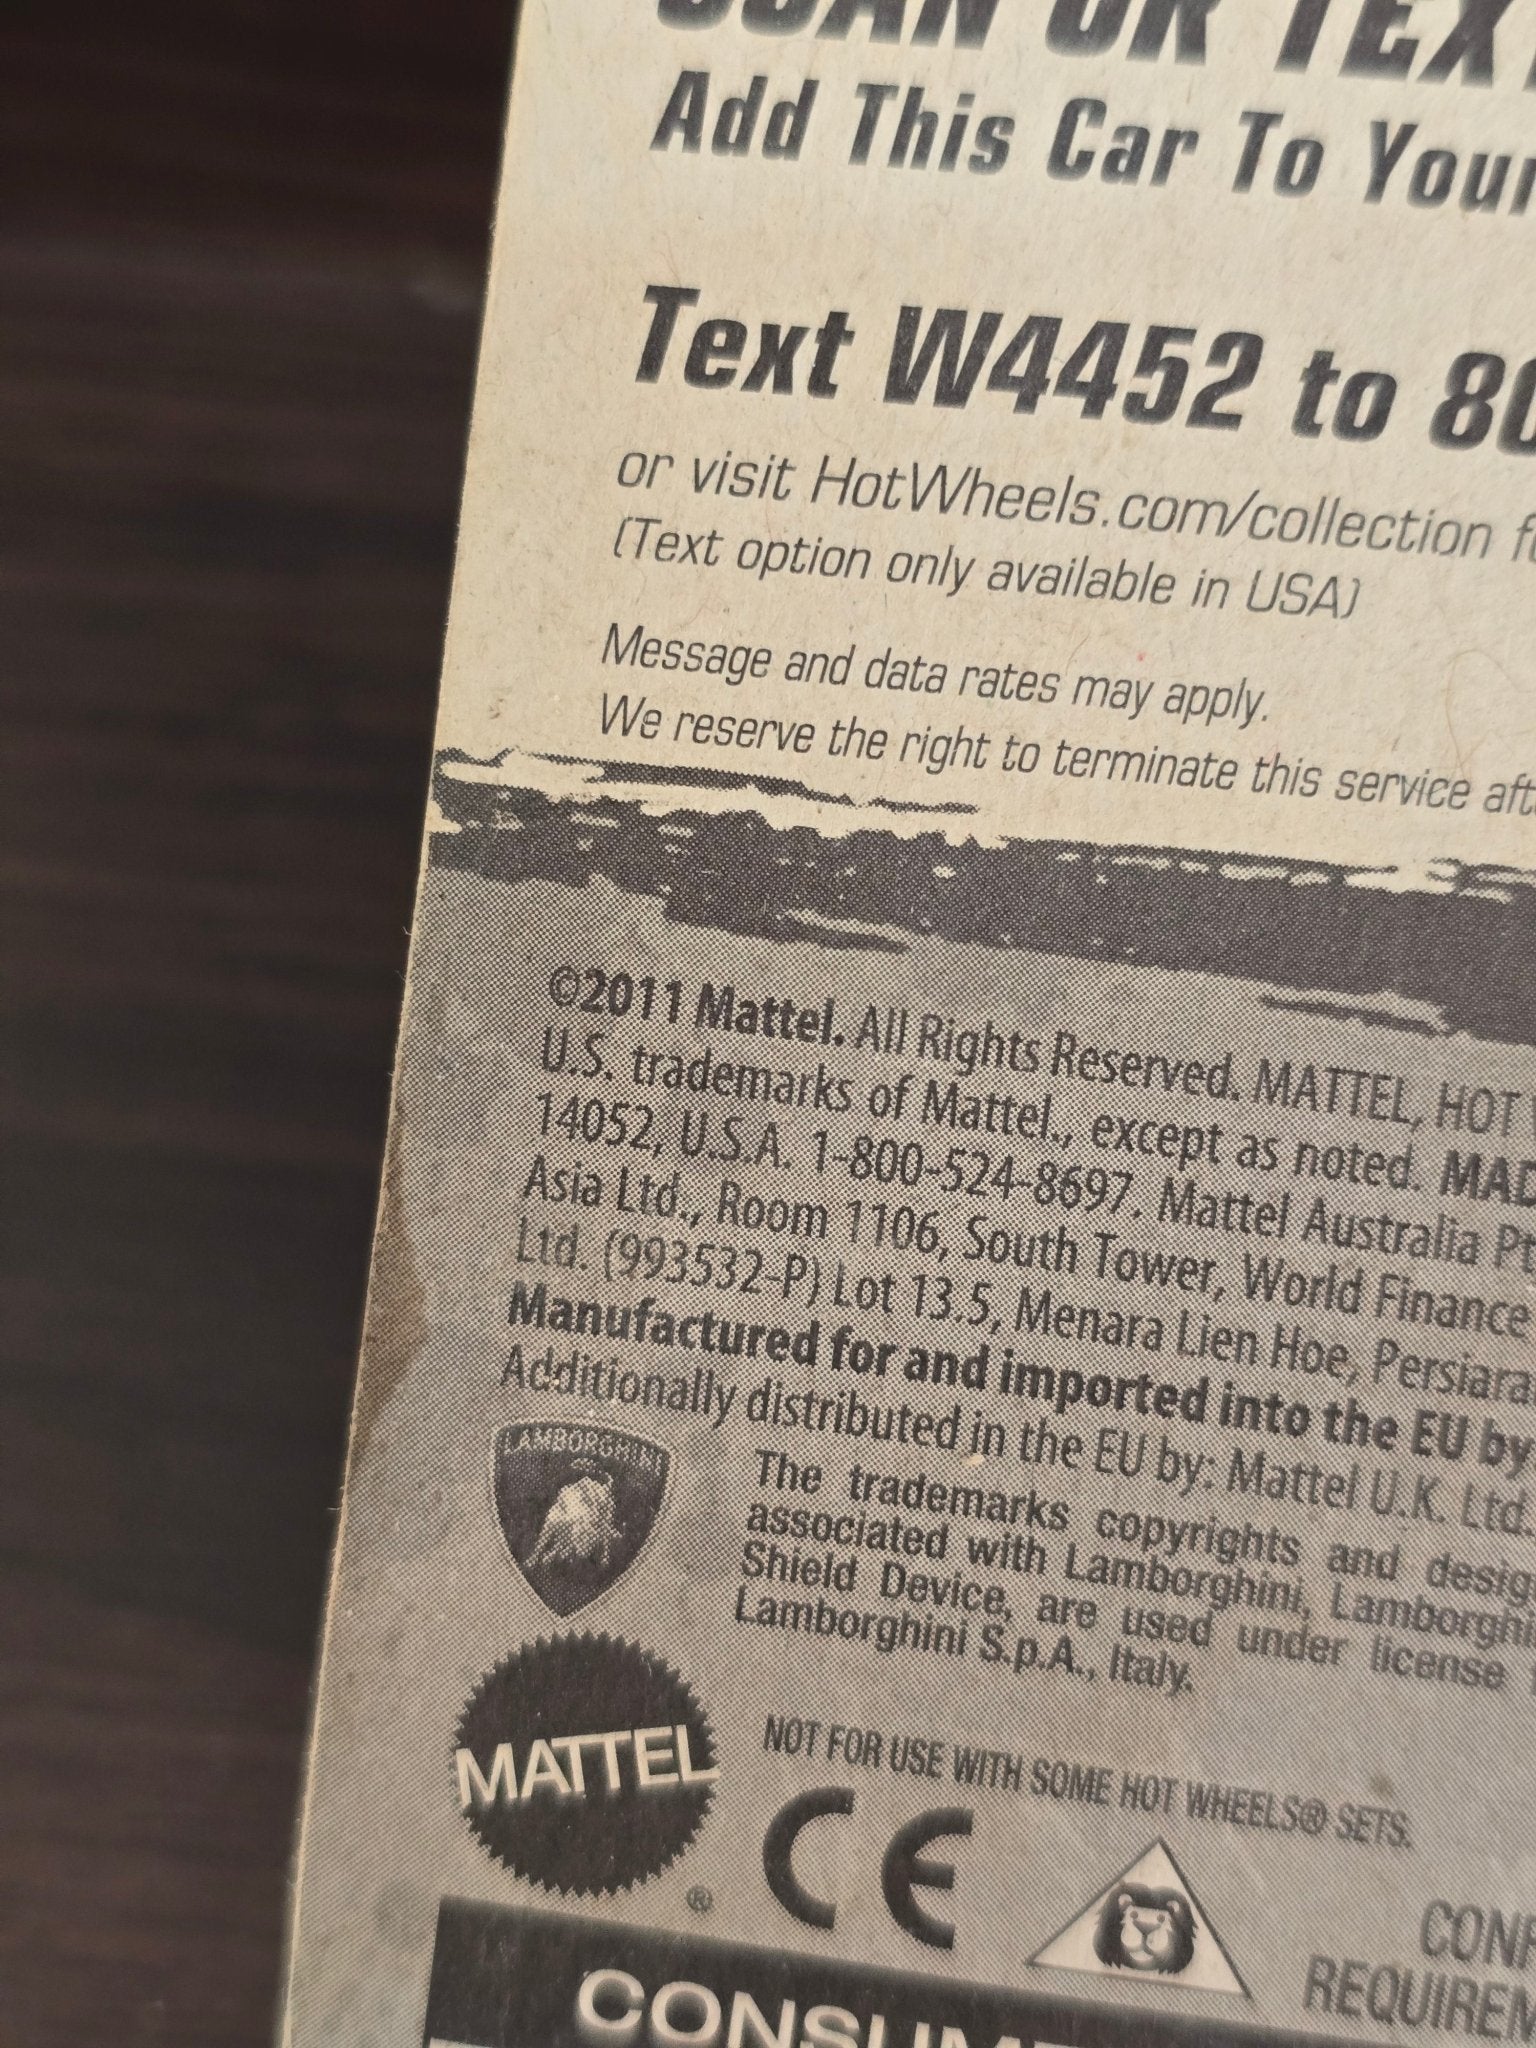 SCAN OR TEXT
Add This Car To Your
Text W4452 to
or visit HotWheels.com/collection
(Text option only available in USA)
Message and data rates may apply.
We reserve the right to terminate this service
©2011 Mattel. All Rights Reserved. MATTEL, HOT
U.S. trademarks of Mattel., except as noted.
14052, U.S.A. 1-800-524-8697. Mattel Australia
Asia Ltd., Room 1106, South Tower, World Finance
Ltd. (993532-P) Lot 13.5, Menara Lien Hoe,
Manufactured for and imported into the EU by
Additionally distributed in the EU by: Mattel U.K. Ltd.
LAMBORGHINI
The trademarks copyrights and
associated with Lamborghini,
Shield Device, are used under license
Lamborghini S.p.A., Italy.
MATTEL
®
NOT FOR USE WITH SOME HOT WHEELS® SETS.
CE